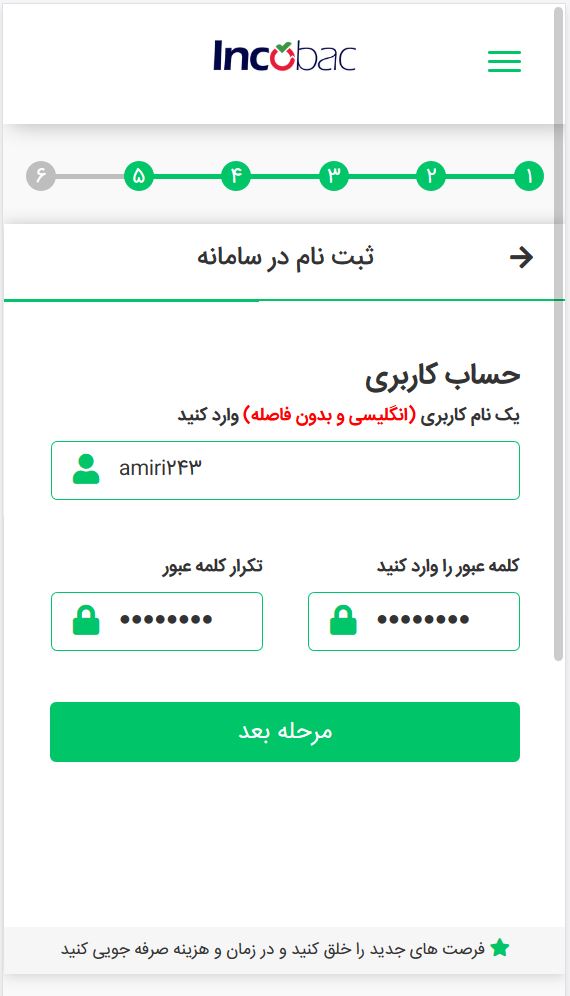 Incobac
۱ ۲ ۳ ۴ ۵ ۶
ثبت نام در سامانه
حساب کاربری
یک نام کاربری (انگلیسی و بدون فاصله) وارد کنید
amiri۲۴۳
کلمه عبور را وارد کنید
تکرار کلمه عبور
••••••••
••••••••
مرحله بعد
فرصت های جدید را خلق کنید و در زمان و هزینه صرفه جویی کنید